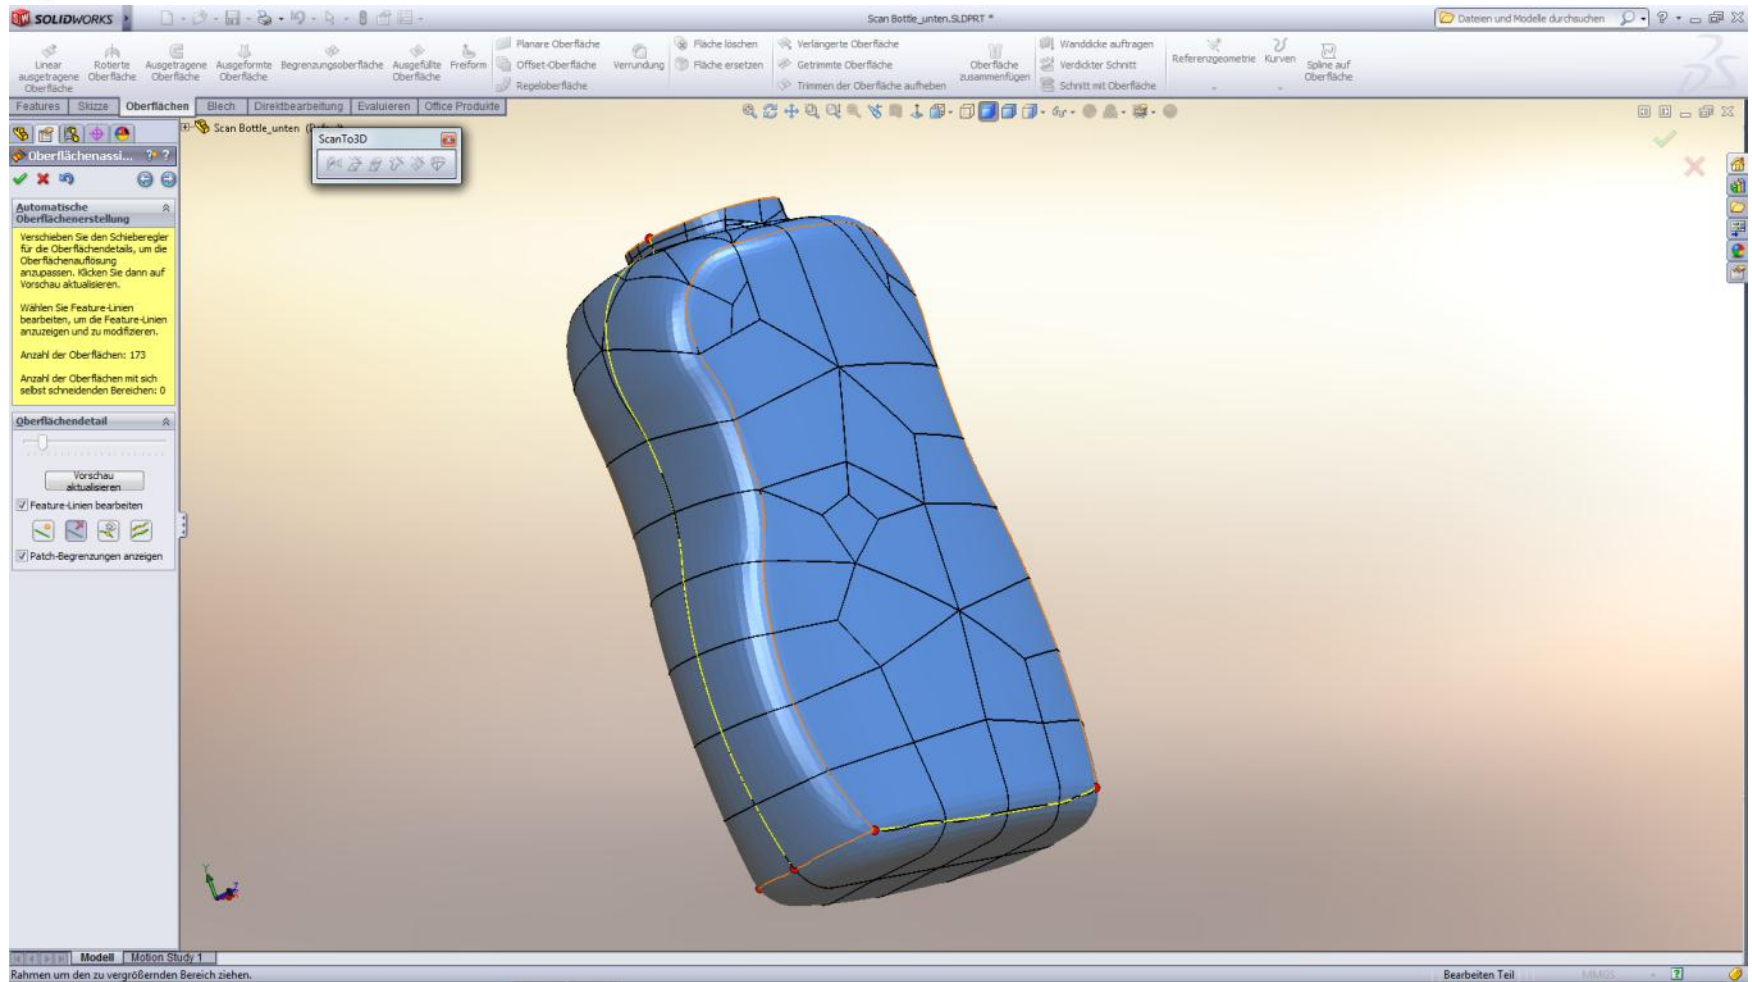 SOLIDWORKS
Scan Bottle_unten.SLDPRT *
Dateien und Modelle durchsuchen
Linear
ausgetragene
Oberfläche
Rotierte
Oberfläche
Ausgetragene
Oberfläche
Ausgeformte
Oberfläche
Begrenzungsoberfläche
Ausgefüllte
Oberfläche
Freiform
Planare Oberfläche
Offset-Oberfläche
Regeloberfläche
Verrundung
Fläche löschen
Fläche ersetzen
Verlängerte Oberfläche
Getrimmte Oberfläche
Trimmen der Oberfläche aufheben
Oberfläche
zusammenfügen
Wanddicke auftragen
Verdickter Schnitt
Schnitt mit Oberfläche
Referenzgeometrie
Kurven
Spline auf
Oberfläche
Features
Skizze
Oberflächen
Blech
Direktbearbeitung
Evaluieren
Office Produkte
Scan Bottle_unten
ScanTo3D
Oberflächenassi...
Automatische
Oberflächenerstellung
Verschieben Sie den Schieberegler
für die Oberflächendetails, um die
Oberflächenauflösung
anzupassen. Klicken Sie dann auf
Vorschau aktualisieren.
Wählen Sie Feature-Linien
bearbeiten, um die Feature-Linien
anzuzeigen und zu modifizieren.
Anzahl der Oberflächen: 173
Anzahl der Oberflächen mit sich
selbst schneidenden Bereichen: 0
Oberflächendetail
Vorschau
aktualisieren
Feature-Linien bearbeiten
Patch-Begrenzungen anzeigen
Y
Z
Modell
Motion Study 1
Rahmen um den zu vergrößernden Bereich ziehen.
Bearbeiten Teil
MMGS